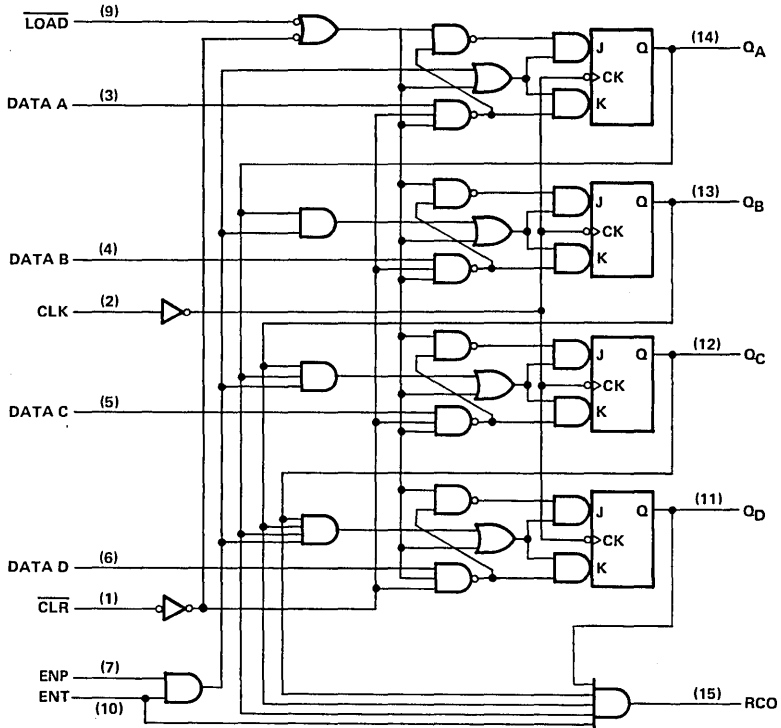 LOAD (9)
J Q (14) QA
CK
DATA A (3)
K
J Q (13) QB
CK
DATA B (4)
K
CLK (2)
J Q (12) QC
CK
DATA C (5)
K
J Q (11) QD
CK
DATA D (6)
K
CLR (1)
ENP (7)
ENT (10)
(15) RCO